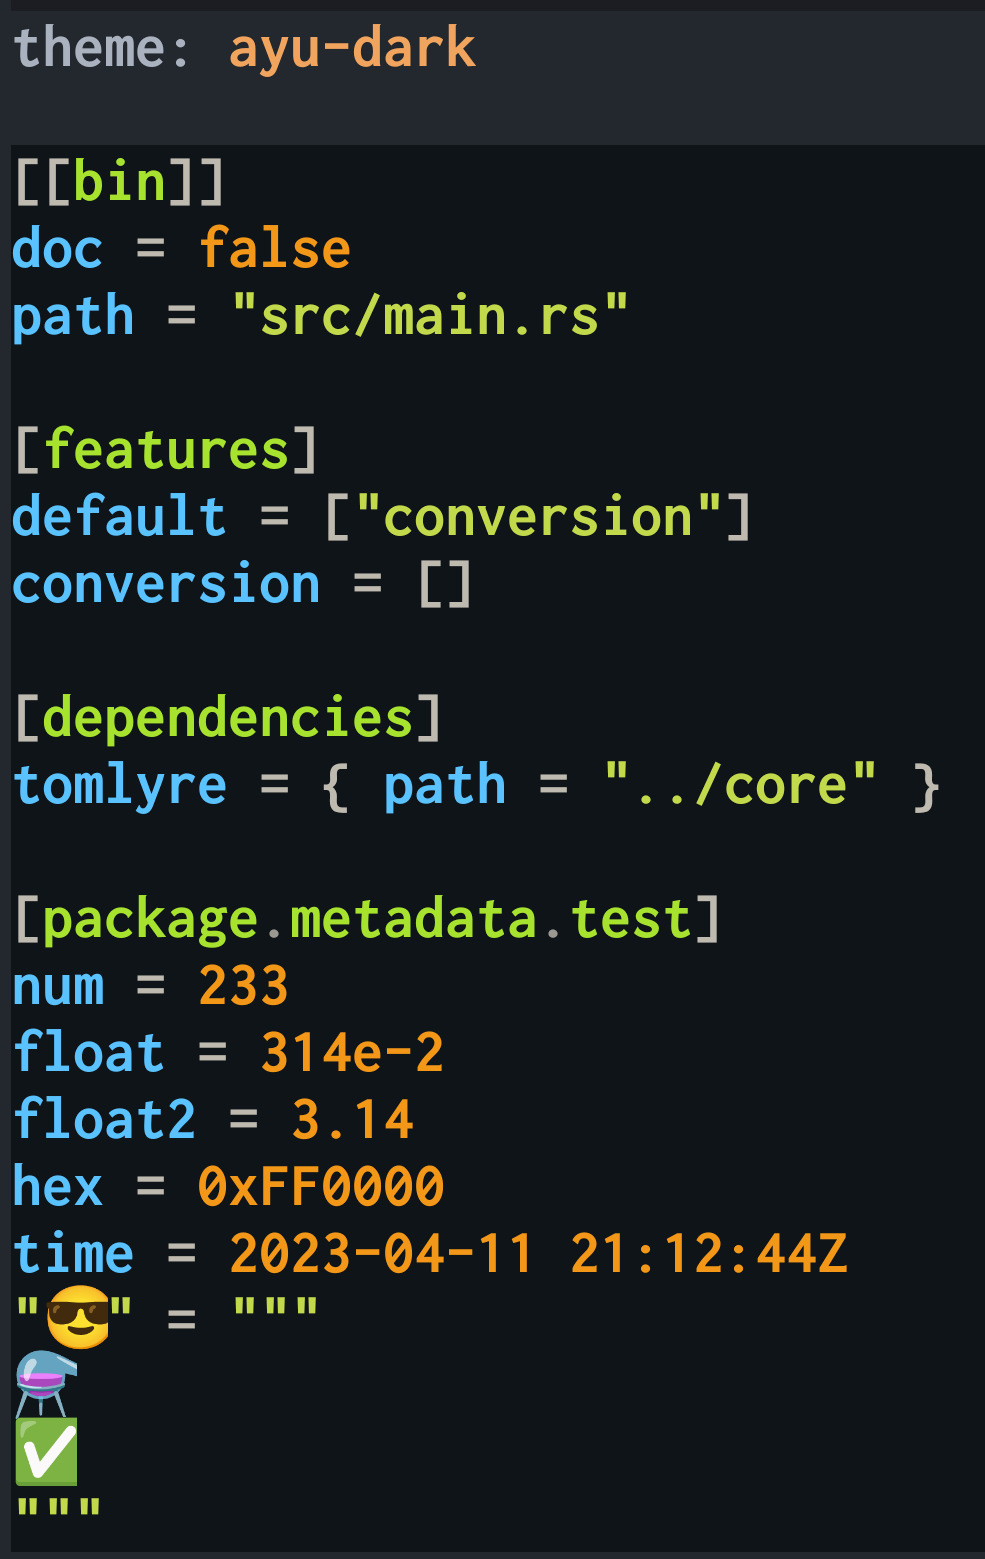 theme: ayu-dark
[[bin]]
doc = false
path = "src/main.rs"
[features]
default = ["conversion"]
conversion = []
[dependencies]
tomlyre = { path = "../core" }
[package.metadata.test]
num = 233
float = 314e-2
float2 = 3.14
hex = 0xFF0000
time = 2023-04-11 21:12:44Z
"😎" = """
⚗️
✅
"""